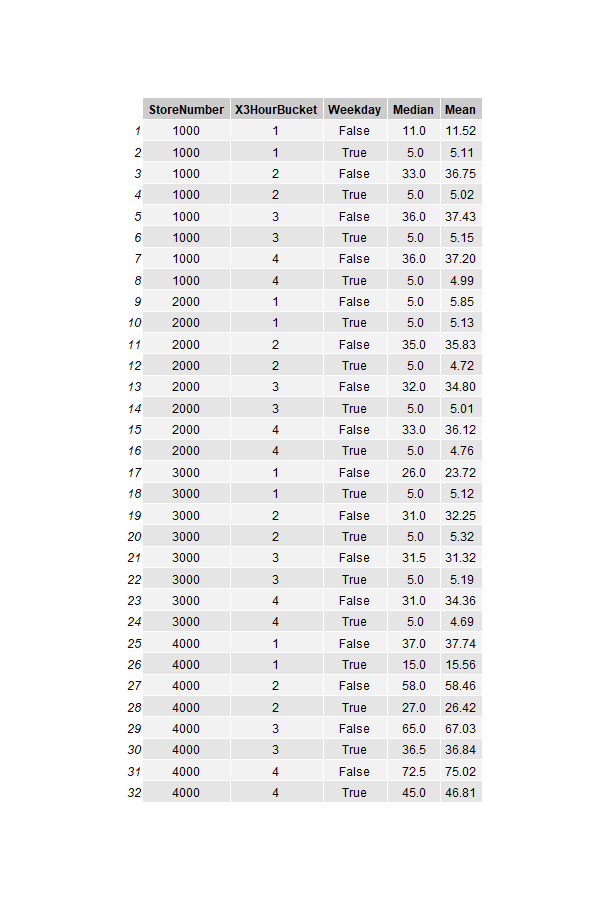 StoreNumber X3HourBucket Weekday Median Mean
1 1000 1 False 11.0 11.52
2 1000 1 True 5.0 5.11
3 1000 2 False 33.0 36.75
4 1000 2 True 5.0 5.02
5 1000 3 False 36.0 37.43
6 1000 3 True 5.0 5.15
7 1000 4 False 36.0 37.20
8 1000 4 True 5.0 4.99
9 2000 1 False 5.0 5.85
10 2000 1 True 5.0 5.13
11 2000 2 False 35.0 35.83
12 2000 2 True 5.0 4.72
13 2000 3 False 32.0 34.80
14 2000 3 True 5.0 5.01
15 2000 4 False 33.0 36.12
16 2000 4 True 5.0 4.76
17 3000 1 False 26.0 23.72
18 3000 1 True 5.0 5.12
19 3000 2 False 31.0 32.25
20 3000 2 True 5.0 5.32
21 3000 3 False 31.5 31.32
22 3000 3 True 5.0 5.19
23 3000 4 False 31.0 34.36
24 3000 4 True 5.0 4.69
25 4000 1 False 37.0 37.74
26 4000 1 True 15.0 15.56
27 4000 2 False 58.0 58.46
28 4000 2 True 27.0 26.42
29 4000 3 False 65.0 67.03
30 4000 3 True 36.5 36.84
31 4000 4 False 72.5 75.02
32 4000 4 True 45.0 46.81